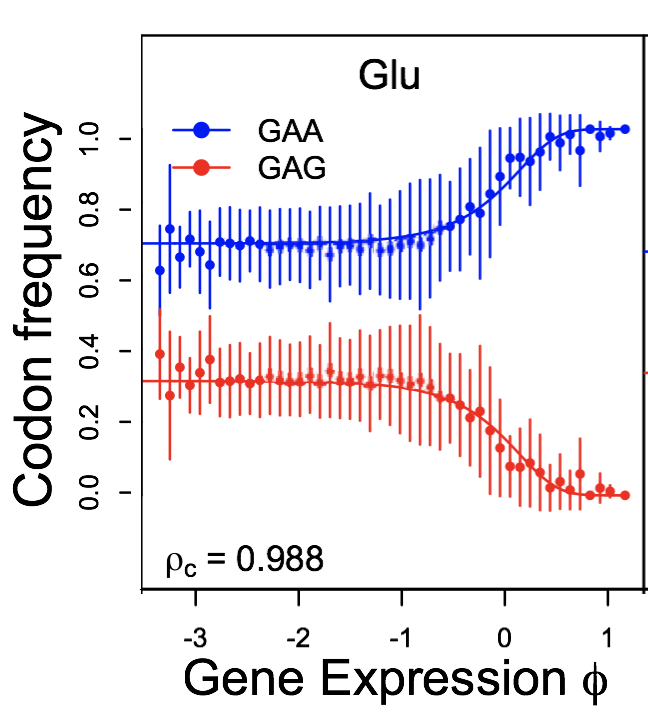 Glu
GAA
GAG
Codon frequency
1.0
0.8
0.6
0.4
0.2
0.0
ρc = 0.988
-3 -2 -1 0 1
Gene Expression ϕ